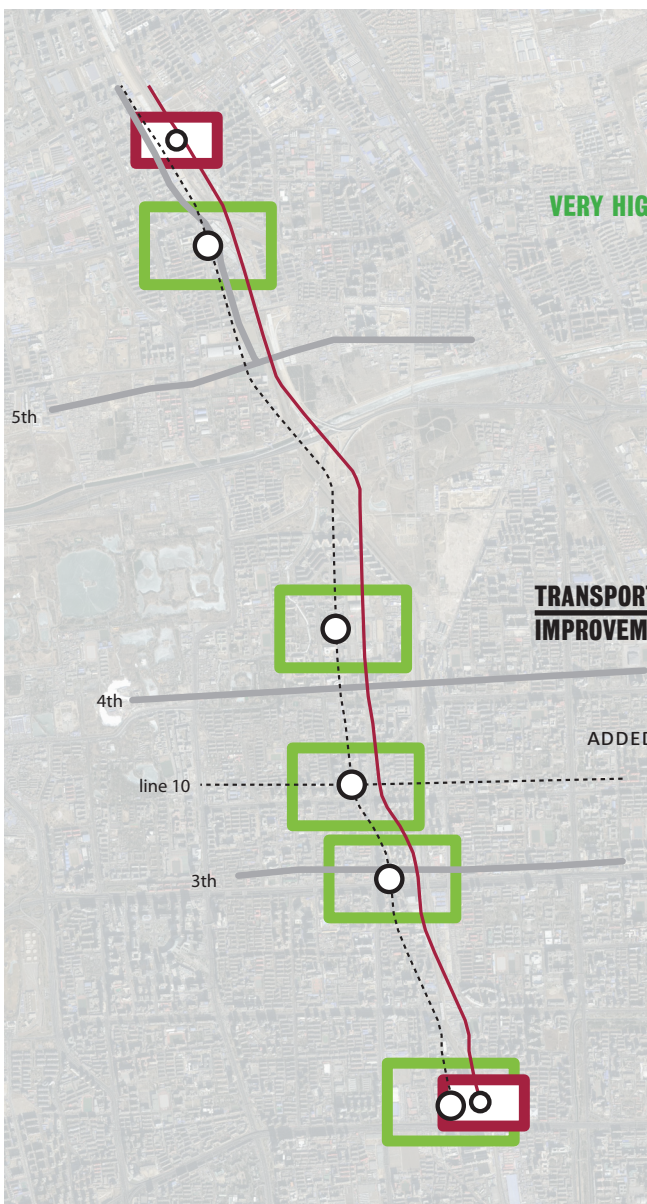 VERY HIG
5th
TRANSPORT
IMPROVEM
4th
ADDED
line 10
3th